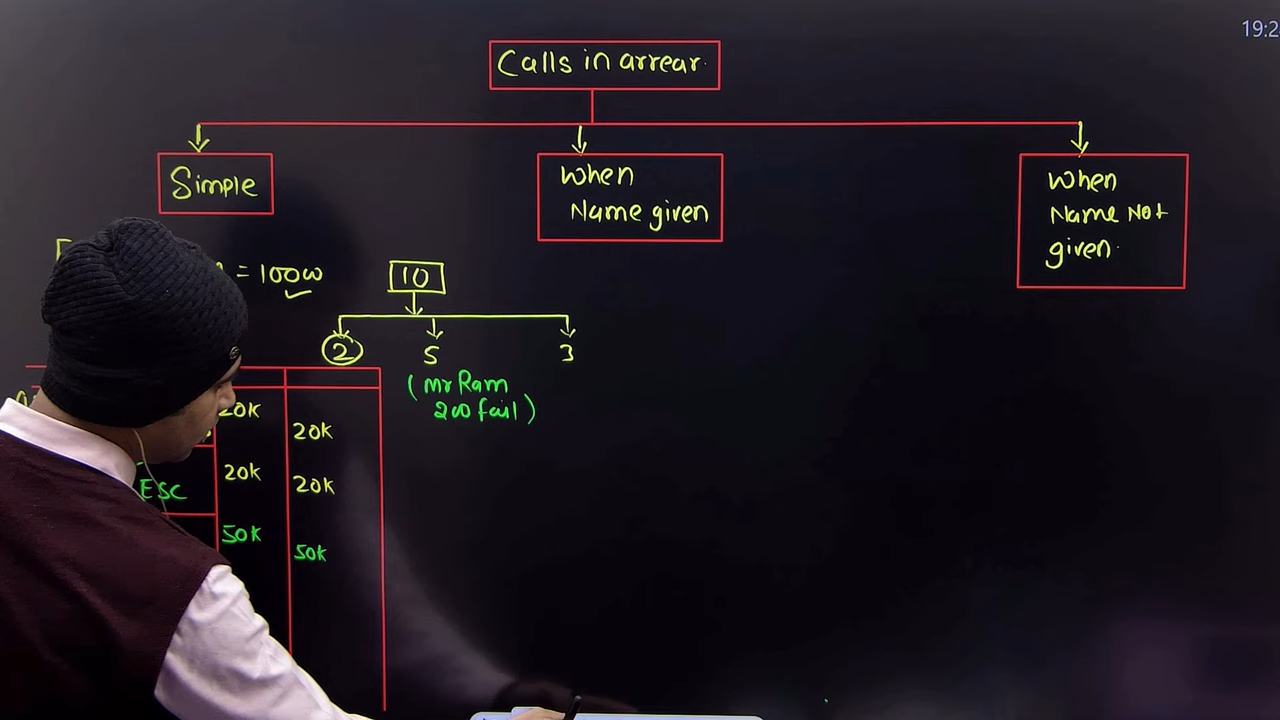 19:2
Calls in arrear.
Simple
When
Name given
When
Name Not
given.
= 10000
10
2 5 3
(Mr Ram
200 fail)
20K
20K
20K
20K
ESC
50K
50K